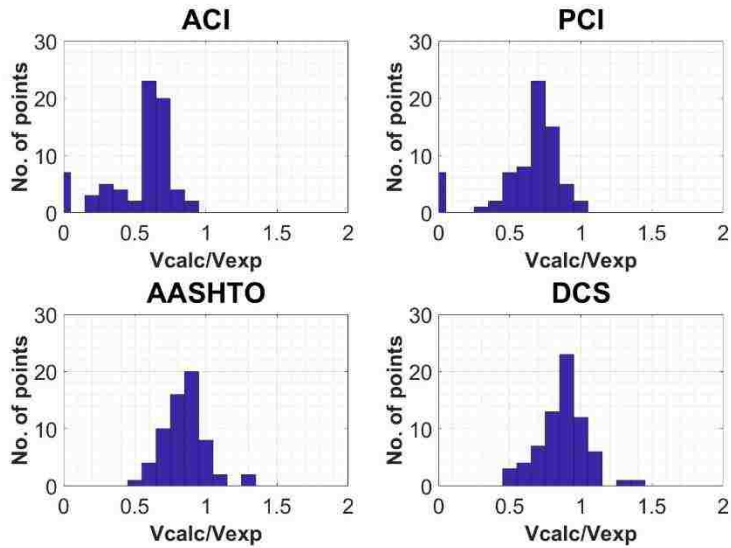 ACI
30
20
10
0
No. of points
0 0.5 1 1.5 2
Vcalc/Vexp
PCI
30
20
10
0
No. of points
0 0.5 1 1.5 2
Vcalc/Vexp
AASHTO
30
20
10
0
No. of points
0 0.5 1 1.5 2
Vcalc/Vexp
DCS
30
20
10
0
No. of points
0 0.5 1 1.5 2
Vcalc/Vexp